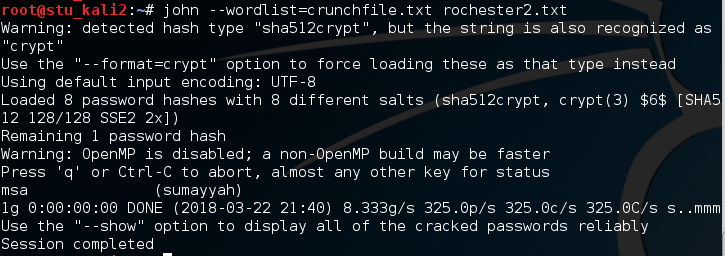 root@stu_kali2:~# john --wordlist=crunchfile.txt rochester2.txt
Warning: detected hash type "sha512crypt", but the string is also recognized as
"crypt"
Use the "--format=crypt" option to force loading these as that type instead
Using default input encoding: UTF-8
Loaded 8 password hashes with 8 different salts (sha512crypt, crypt(3) $6$ [SHA5
12 128/128 SSE2 2x])
Remaining 1 password hash
Warning: OpenMP is disabled; a non-OpenMP build may be faster
Press 'q' or Ctrl-C to abort, almost any other key for status
msa              (sumayyah)
1g 0:00:00:00 DONE (2018-03-22 21:40) 8.333g/s 325.0p/s 325.0c/s 325.0C/s s..mmm
Use the "--show" option to display all of the cracked passwords reliably
Session completed